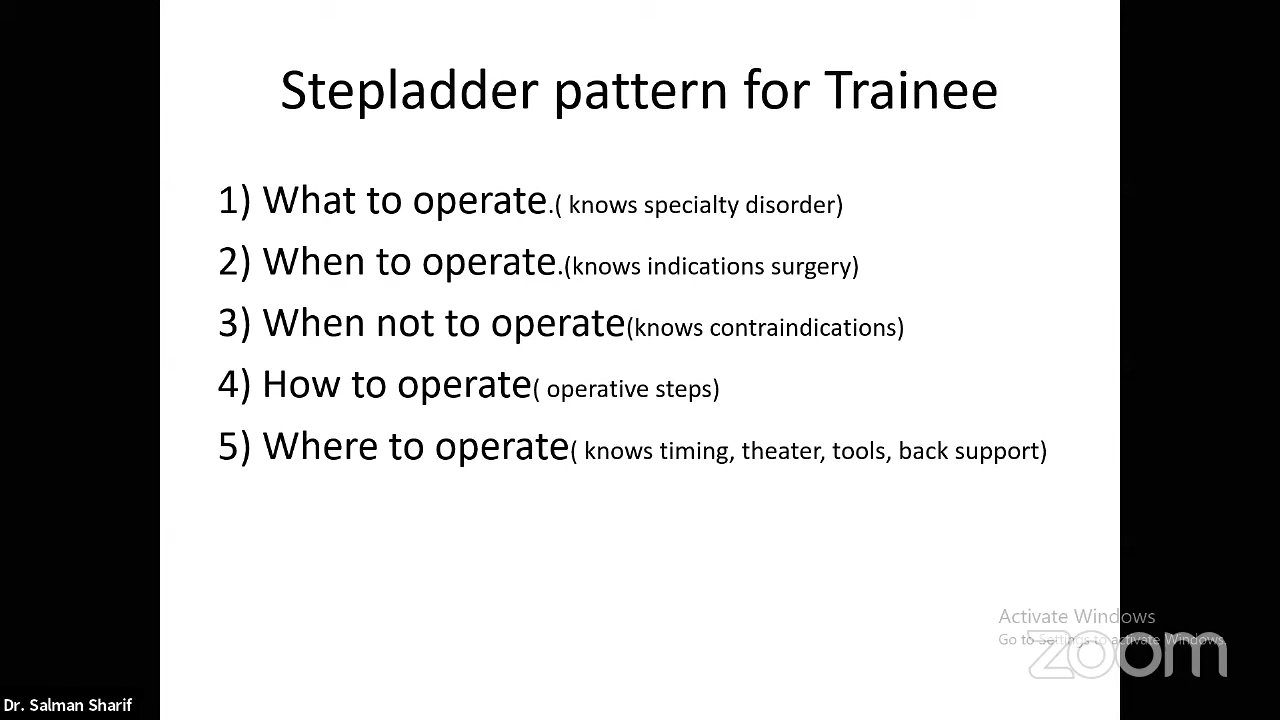 Stepladder pattern for Trainee
1) What to operate.( knows specialty disorder)
2) When to operate.(knows indications surgery)
3) When not to operate(knows contraindications)
4) How to operate( operative steps)
5) Where to operate( knows timing, theater, tools, back support)
Activate Windows
Go to Settings to activate Windows.
zoom
Dr. Salman Sharif